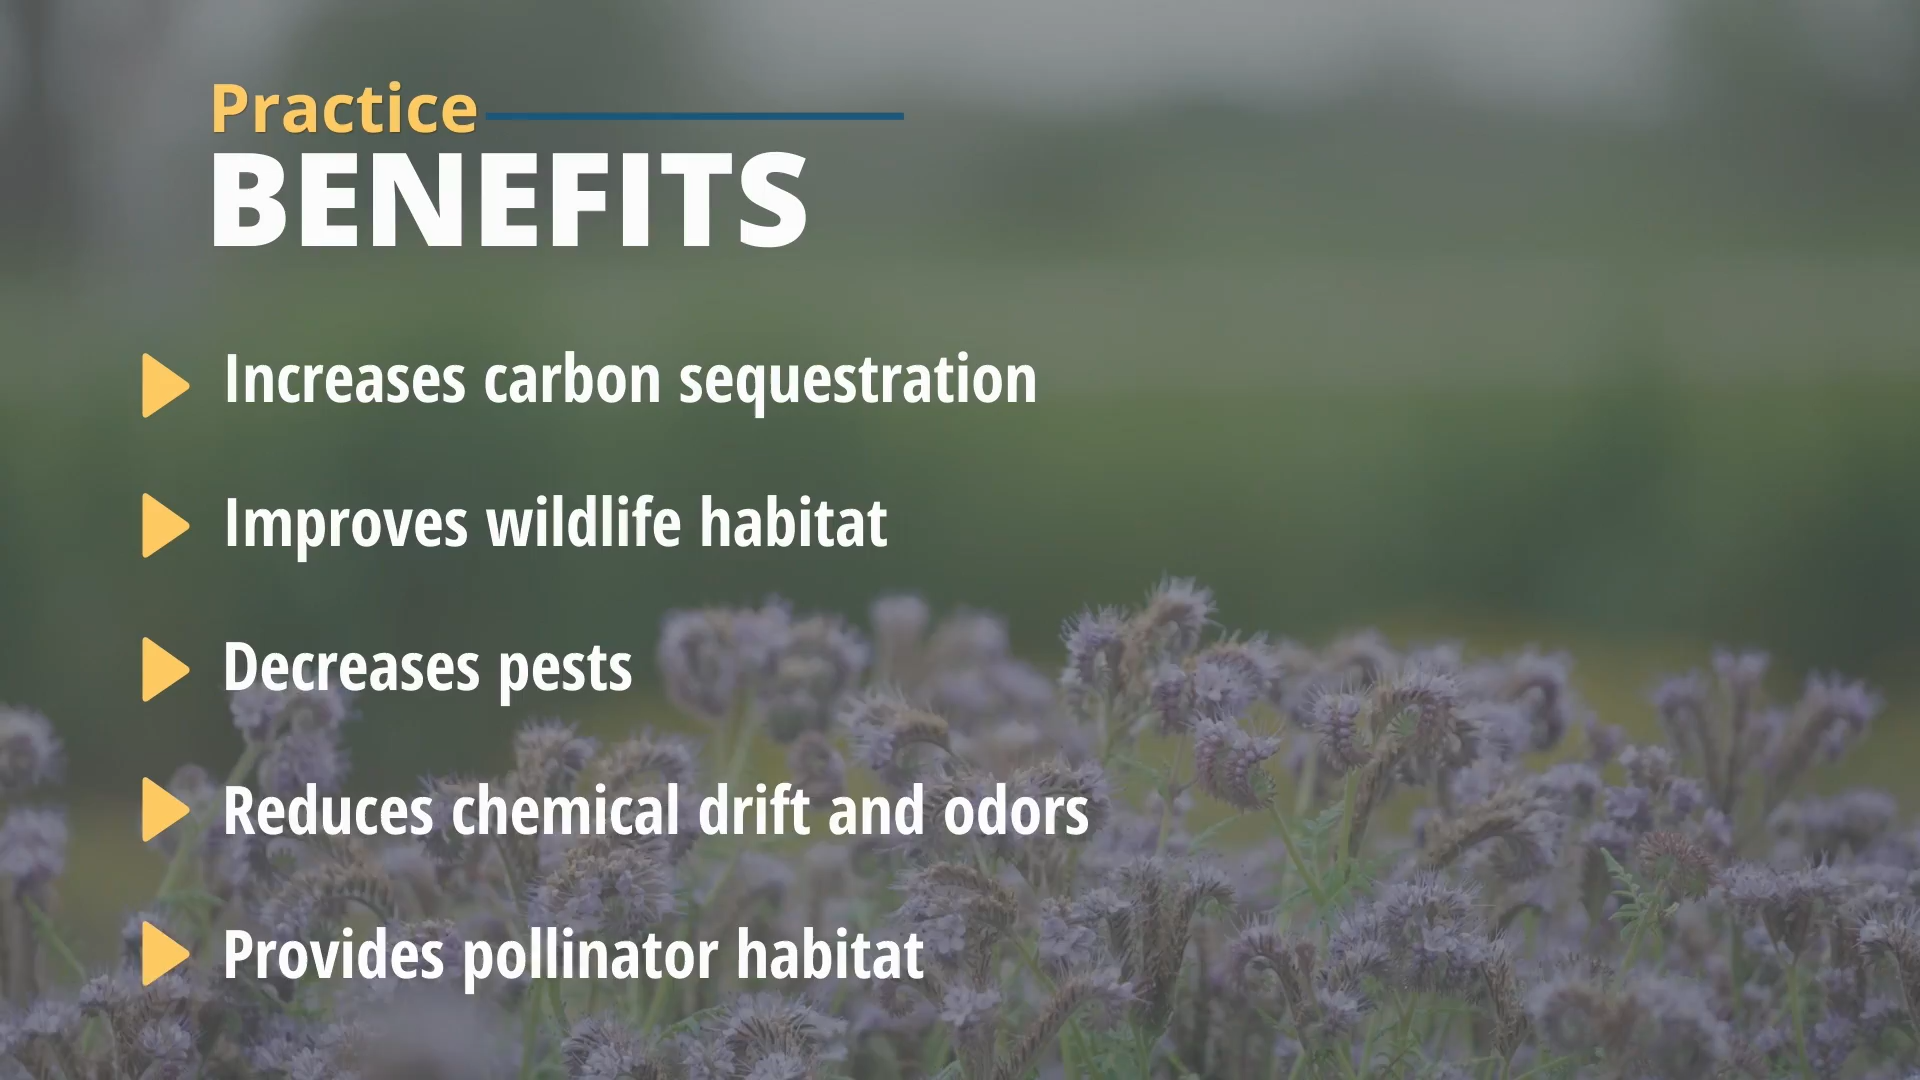 Practice
BENEFITS
Increases carbon sequestration
Improves wildlife habitat
Decreases pests
Reduces chemical drift and odors
Provides pollinator habitat